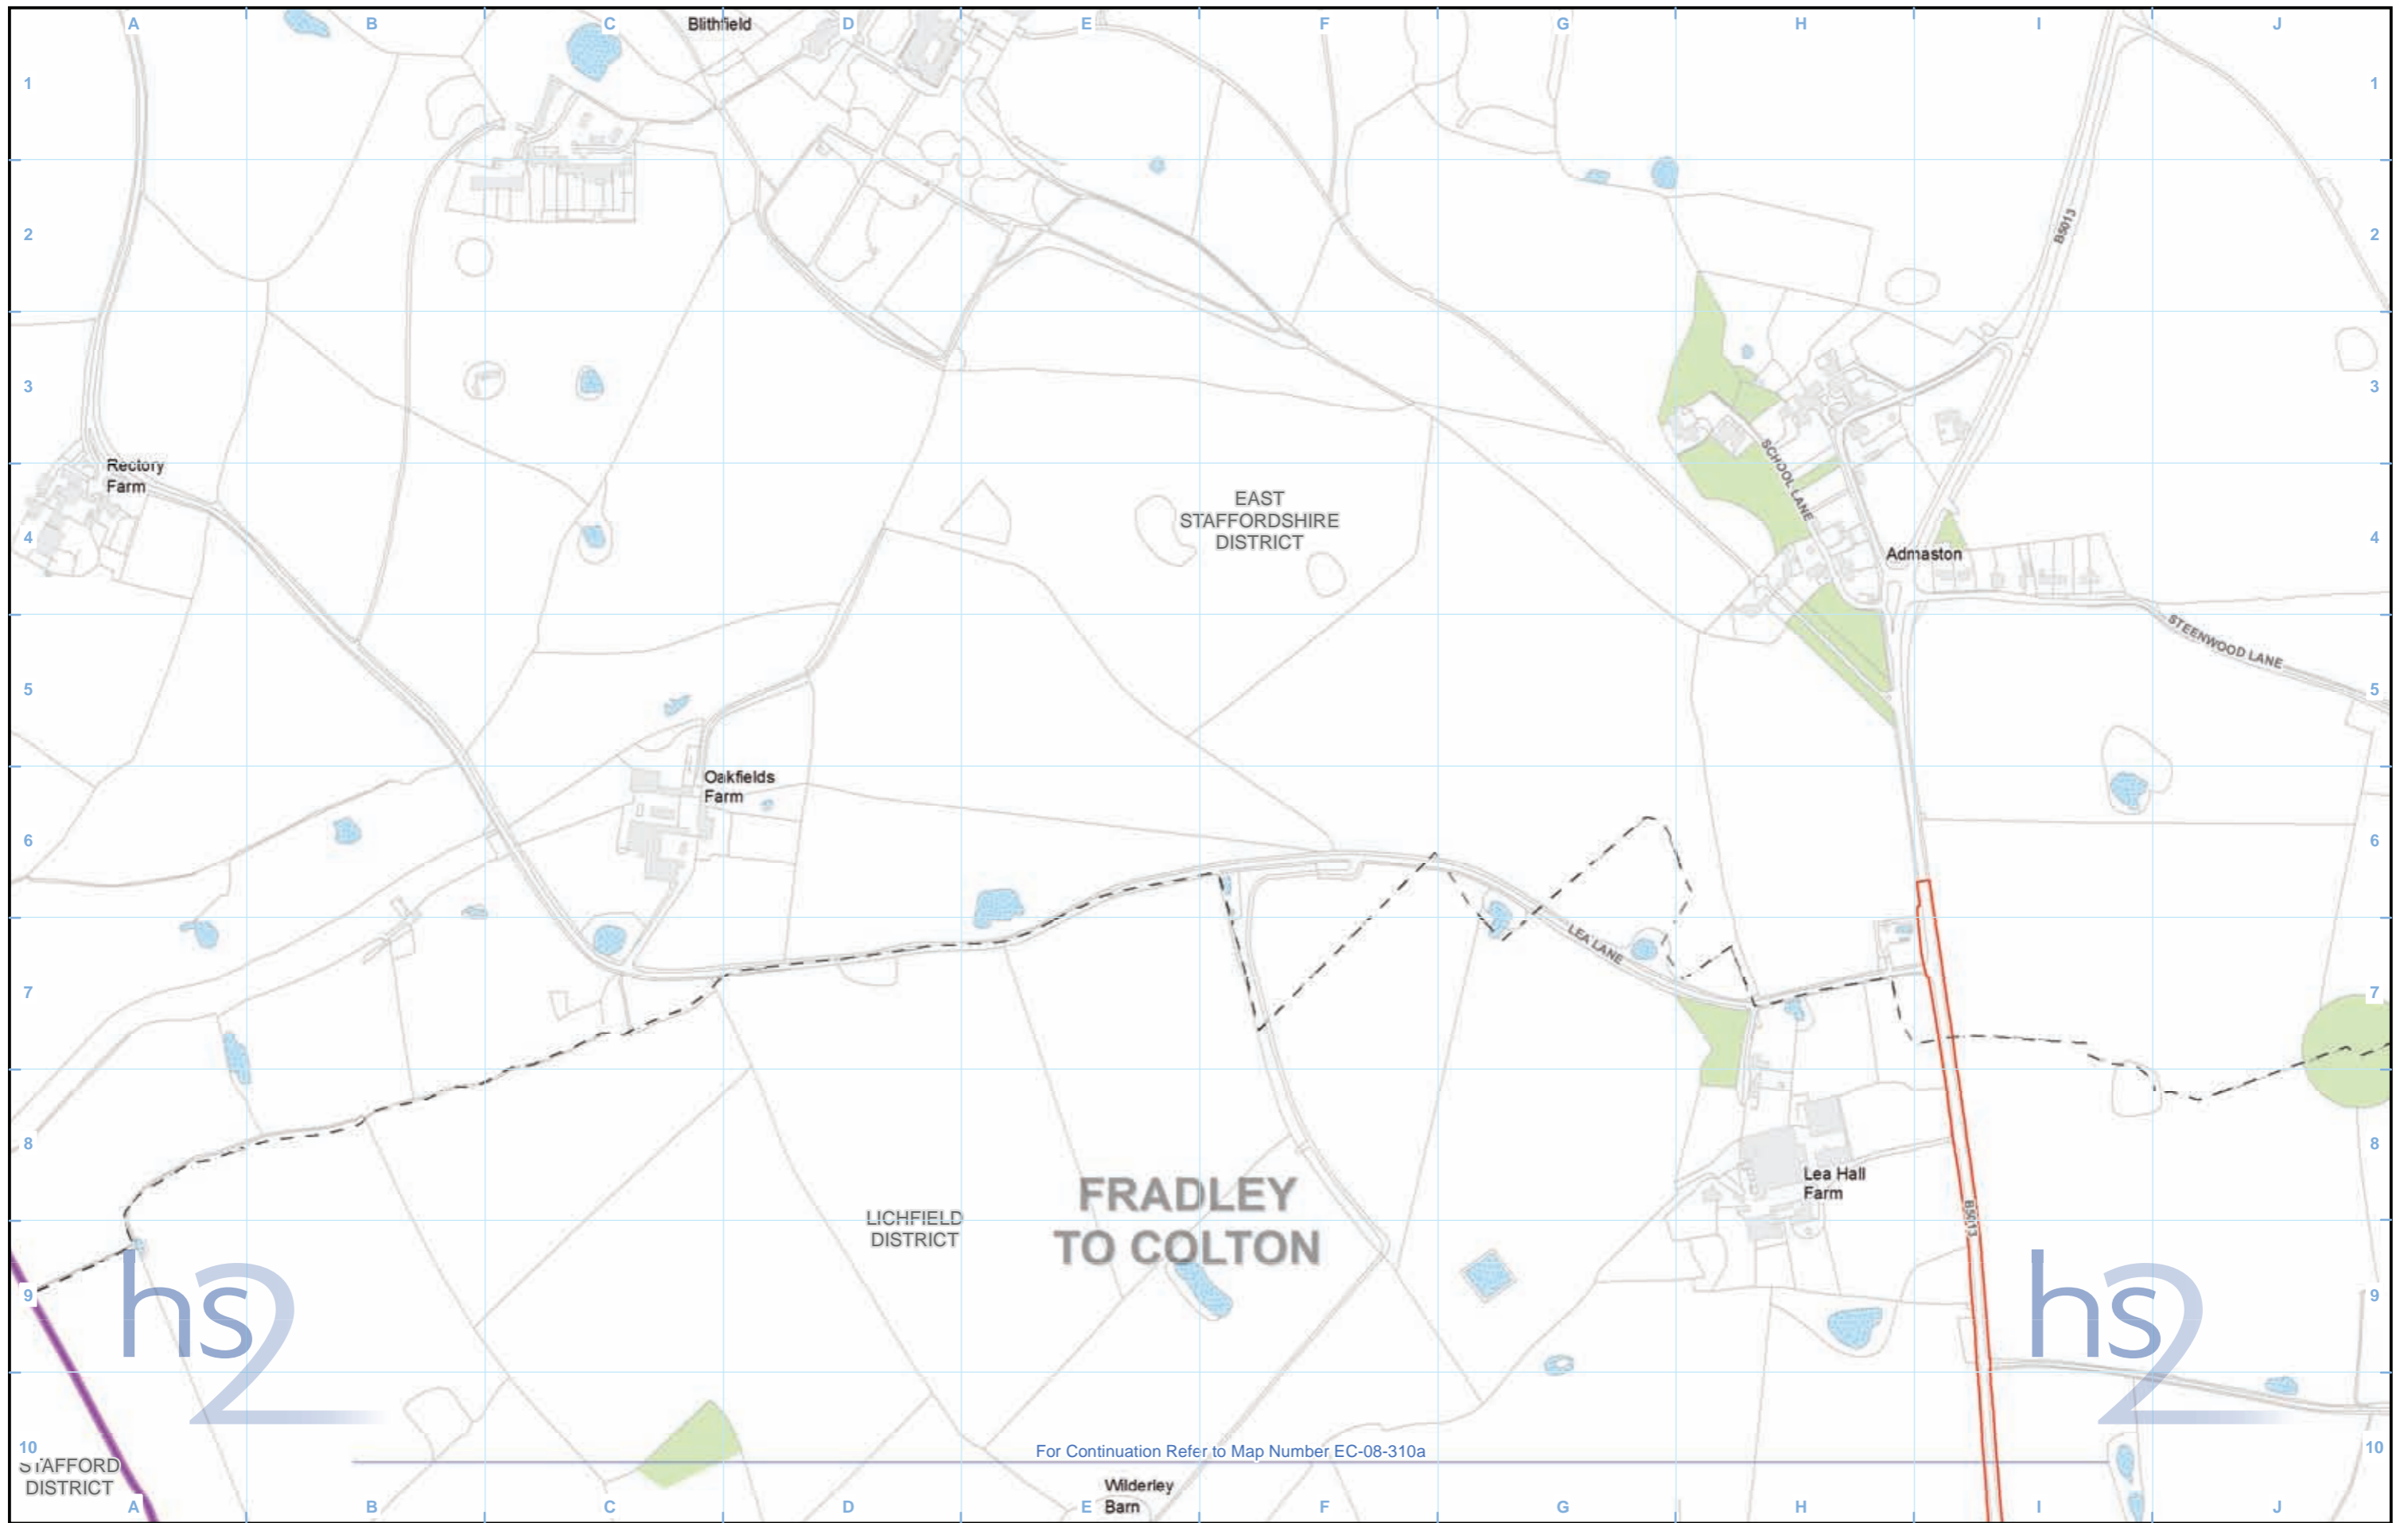 A B C D E F G H I J
Blithfield
1 1
2 2
B5013
3 3
SCHOOL LANE
Rectory
Farm
EAST
STAFFORDSHIRE
DISTRICT
4 4
Admaston
STEENWOOD LANE
5 5
Oakfields
Farm
6 6
LEA LANE
7 7
8 8
Lea Hall
Farm
FRADLEY
TO COLTON
LICHFIELD
DISTRICT
B5013
9 9
hs2 hs2
10 10
For Continuation Refer to Map Number EC-08-310a
STAFFORD
DISTRICT
Wilderley
Barn
A B C D E F G H I J